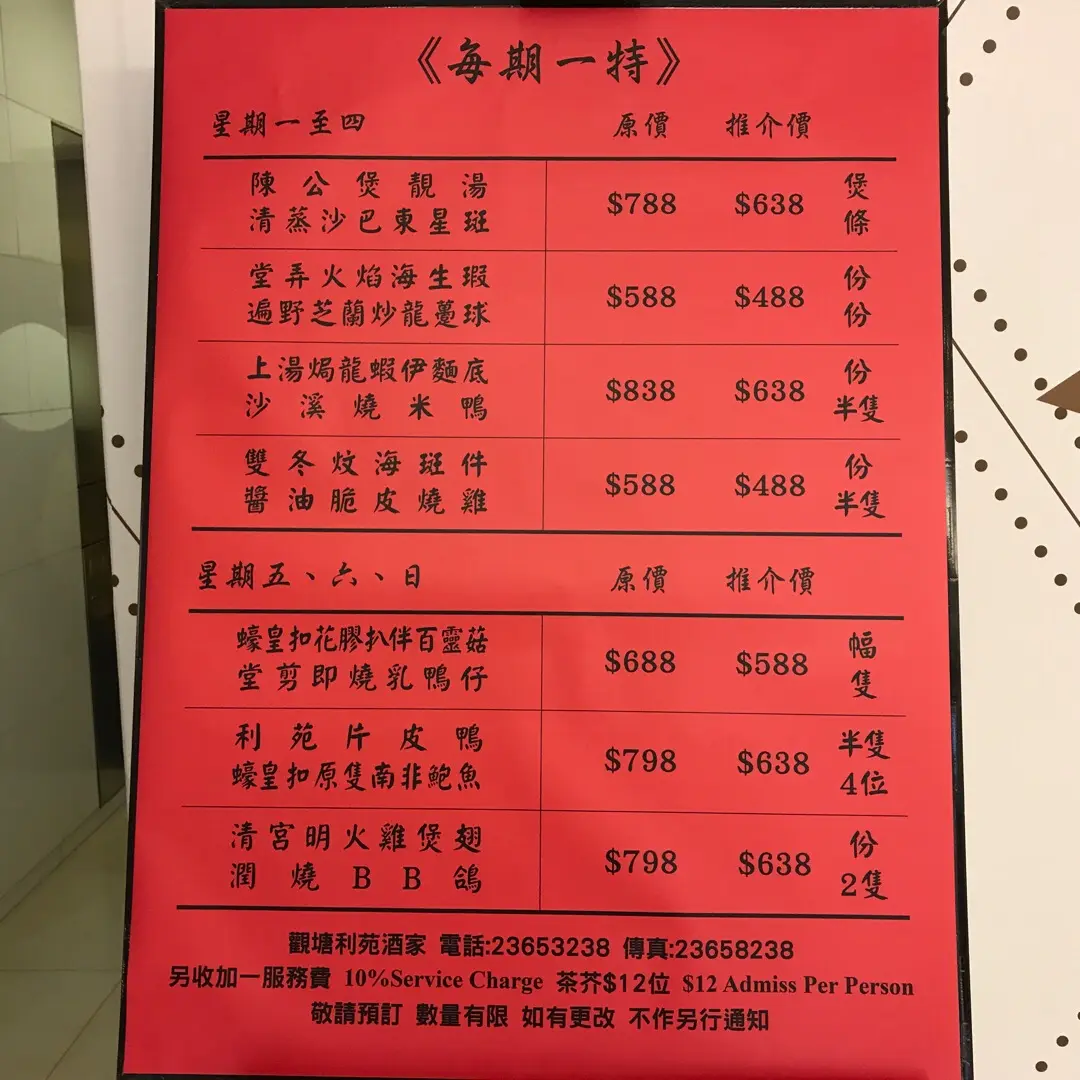 《每期一特》
星期一至四 原價 推介價
陳公煲靚湯 $788 $638 煲
清蒸沙巴東星斑 條
堂弄火焰海生蝦 $588 $488 份
遍野芝蘭炒龍躉球 份
上湯焗龍蝦伊麵底 $838 $638 份
沙溪燒米鴨 半隻
雙冬炆海斑件 $588 $488 份
醬油脆皮燒雞 半隻
星期五、六、日 原價 推介價
蠔皇扣花膠扒伴百靈菇 $688 $588 幅
堂剪即燒乳鴨仔 隻
利苑片皮鴨 $798 $638 半隻
蠔皇扣原隻南非鮑魚 4位
清宮明火雞煲翅 $798 $638 份
潤燒BB鴿 2隻
觀塘利苑酒家 電話:23653238 傳真:23658238
另收加一服務費 10%Service Charge 茶芥$12位 $12 Admiss Per Person
敬請預訂 數量有限 如有更改 不作另行通知